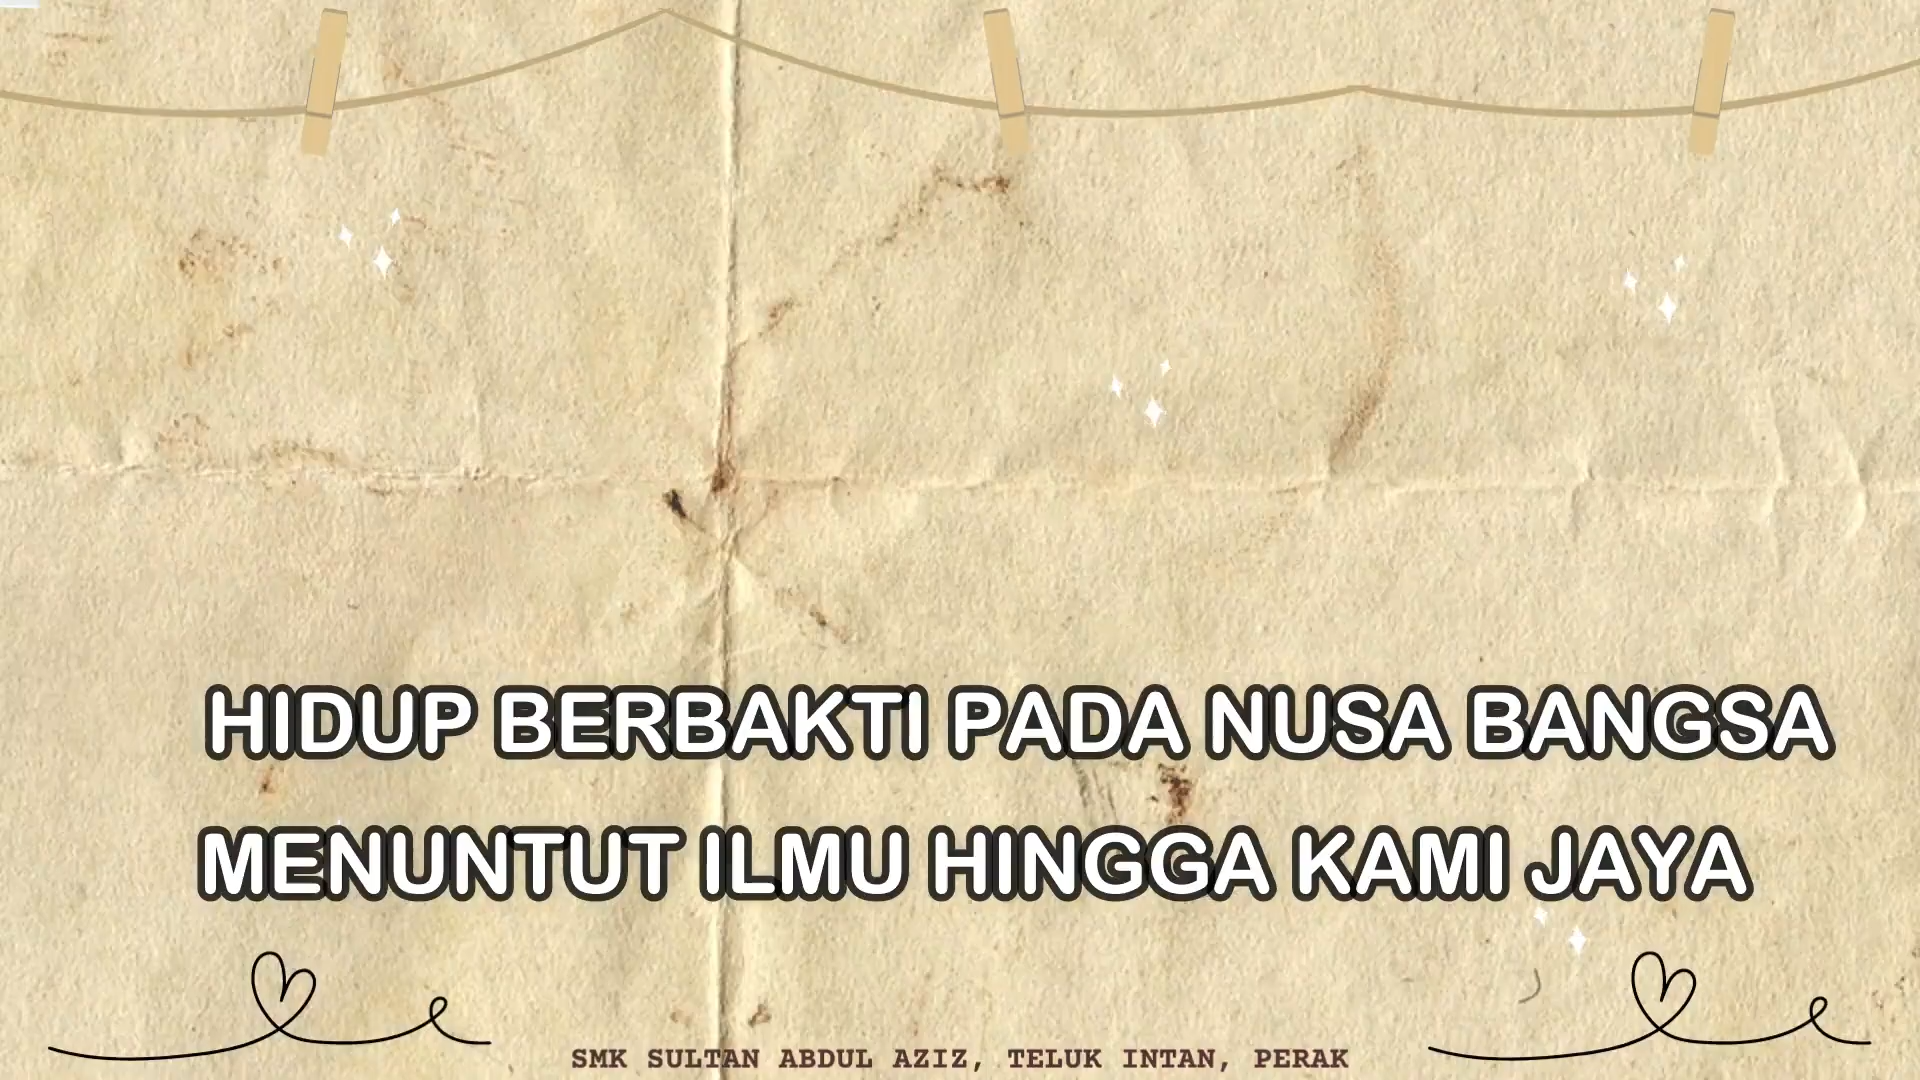 HIDUP BERBAKTI PADA NUSA BANGSA
MENUNTUT ILMU HINGGA KAMI JAYA
SMK SULTAN ABDUL AZIZ, TELUK INTAN, PERAK